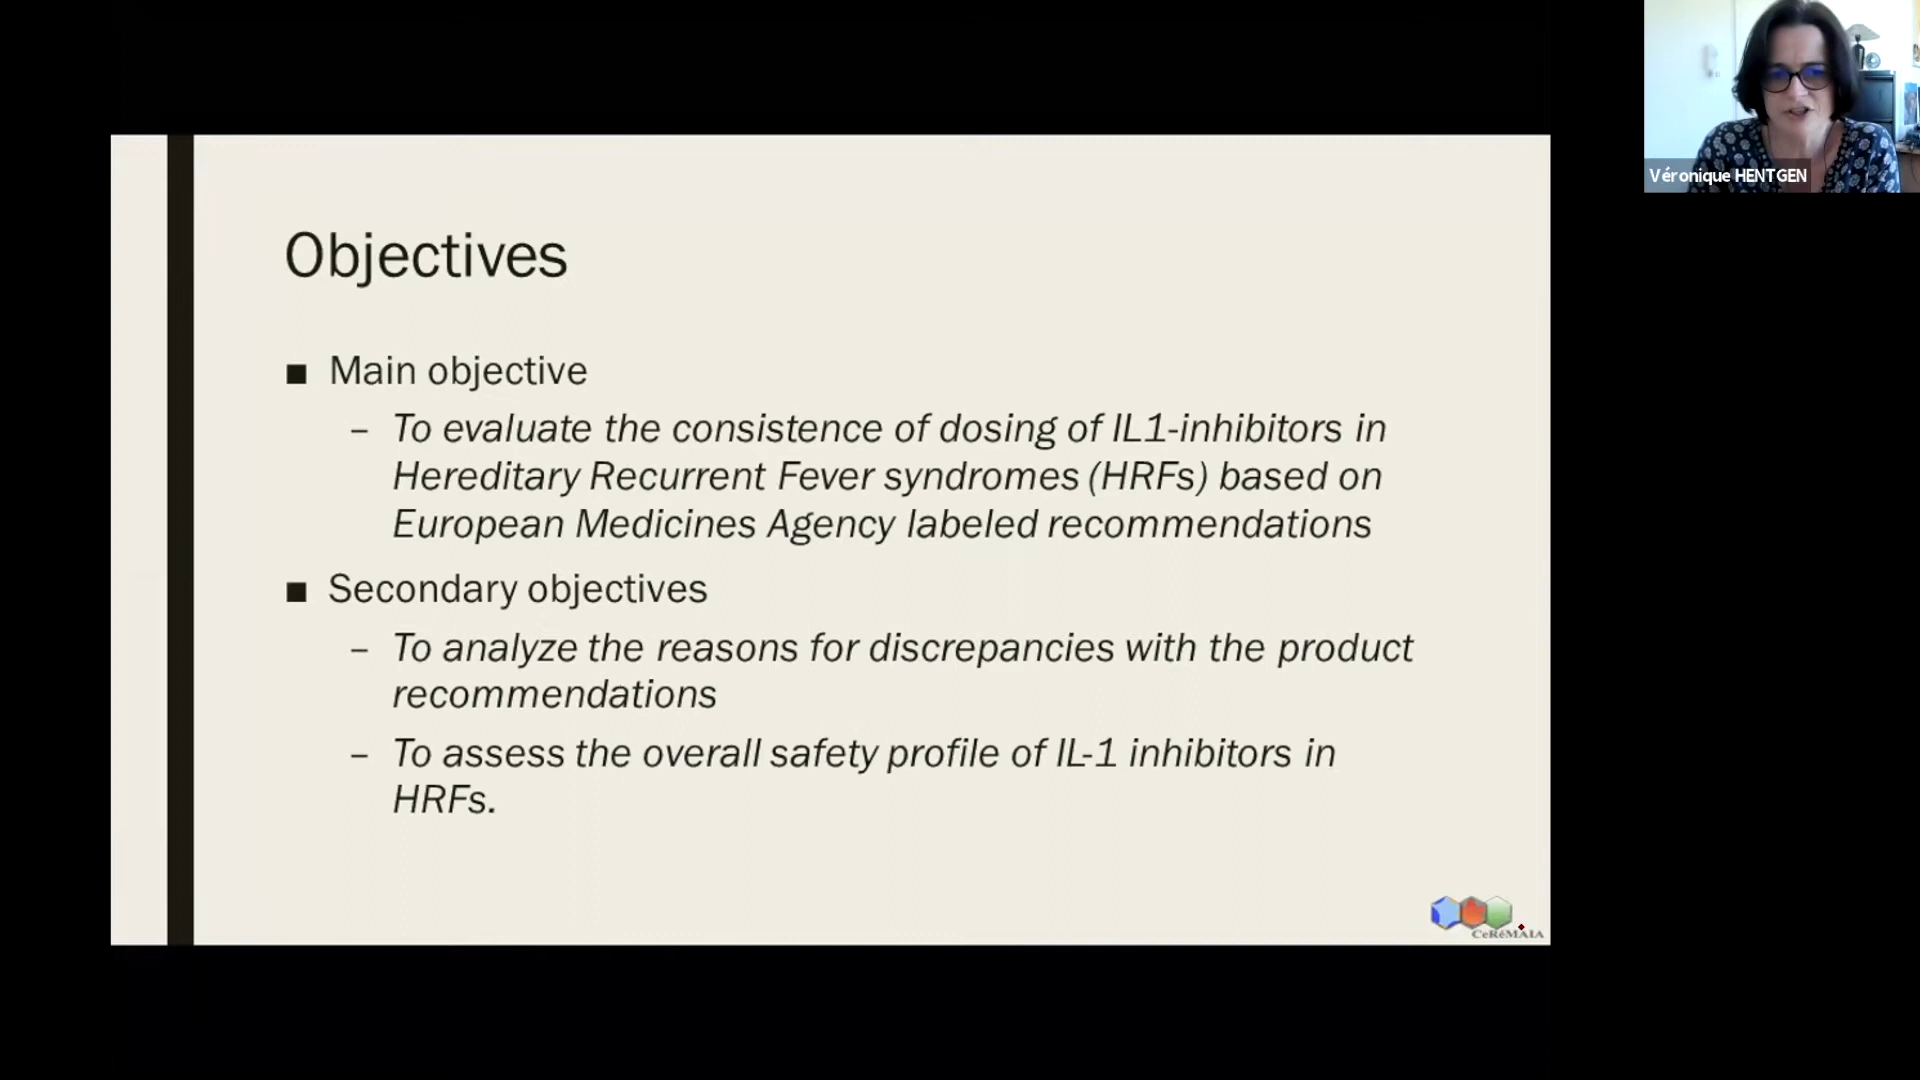 Véronique HENTGEN
Objectives
■ Main objective
– To evaluate the consistence of dosing of IL1-inhibitors in
Hereditary Recurrent Fever syndromes (HRFs) based on
European Medicines Agency labeled recommendations
■ Secondary objectives
– To analyze the reasons for discrepancies with the product
recommendations
– To assess the overall safety profile of IL-1 inhibitors in
HRFs.
CeRéMAIA